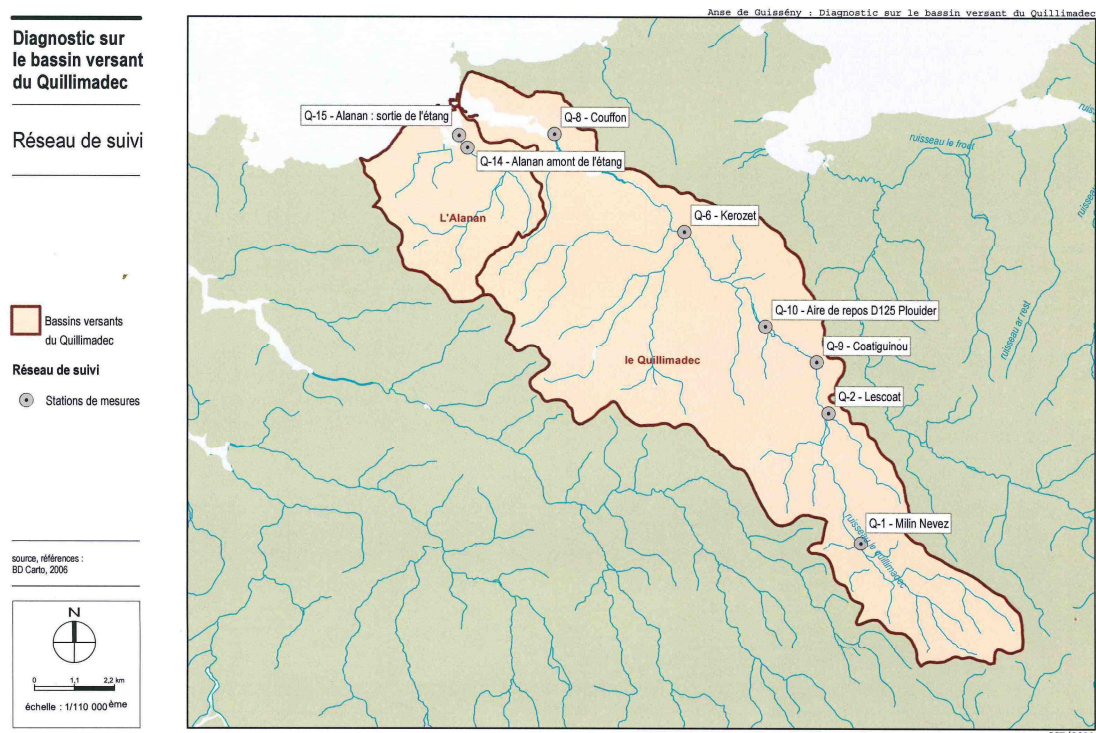 Anse de Guissény : Diagnostic sur le bassin versant du Quillimadec
Diagnostic sur
le bassin versant
du Quillimadec
Réseau de suivi
Bassins versants
du Quillimadec
Réseau de suivi
Stations de mesures
source, références :
BD Carto, 2006
N
0 1,1 2,2 km
échelle : 1/110 000ème
Q-15 - Alanan : sortie de l'étang
Q-8 - Couffon
Q-14 - Alanan amont de l'étang
L'Alanan
Q-6 - Kerozet
Q-10 - Aire de repos D125 Plouider
Q-9 - Coatiguinou
le Quillimadec
Q-2 - Lescoat
Q-1 - Milin Nevez
ruisseau le quillimadec
ruisseau le frout
ruisseau ar rest
ruisseau